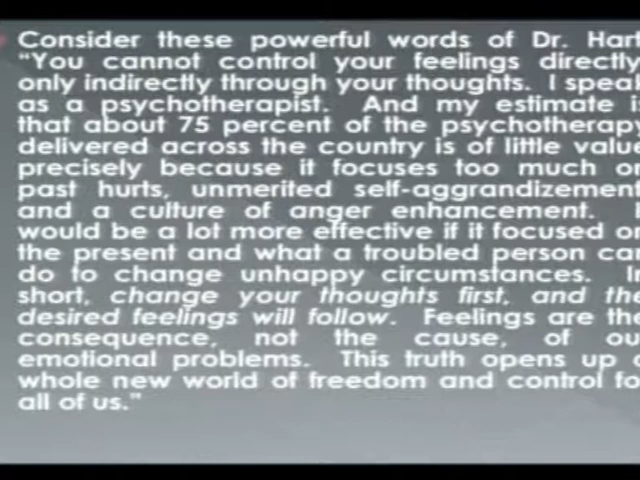 Consider these powerful words of Dr. Hart
"You cannot control your feelings directly
only indirectly through your thoughts. I speak
as a psychotherapist. And my estimate i
that about 75 percent of the psychotherapy
delivered across the country is of little value
precisely because it focuses too much on
past hurts, unmerited self-aggrandizement
and a culture of anger enhancement. I
would be a lot more effective if it focused on
the present and what a troubled person can
do to change unhappy circumstances. In
short, change your thoughts first, and the
desired feelings will follow. Feelings are the
consequence, not the cause, of ou
emotional problems. This truth opens up a
whole new world of freedom and control fo
all of us."